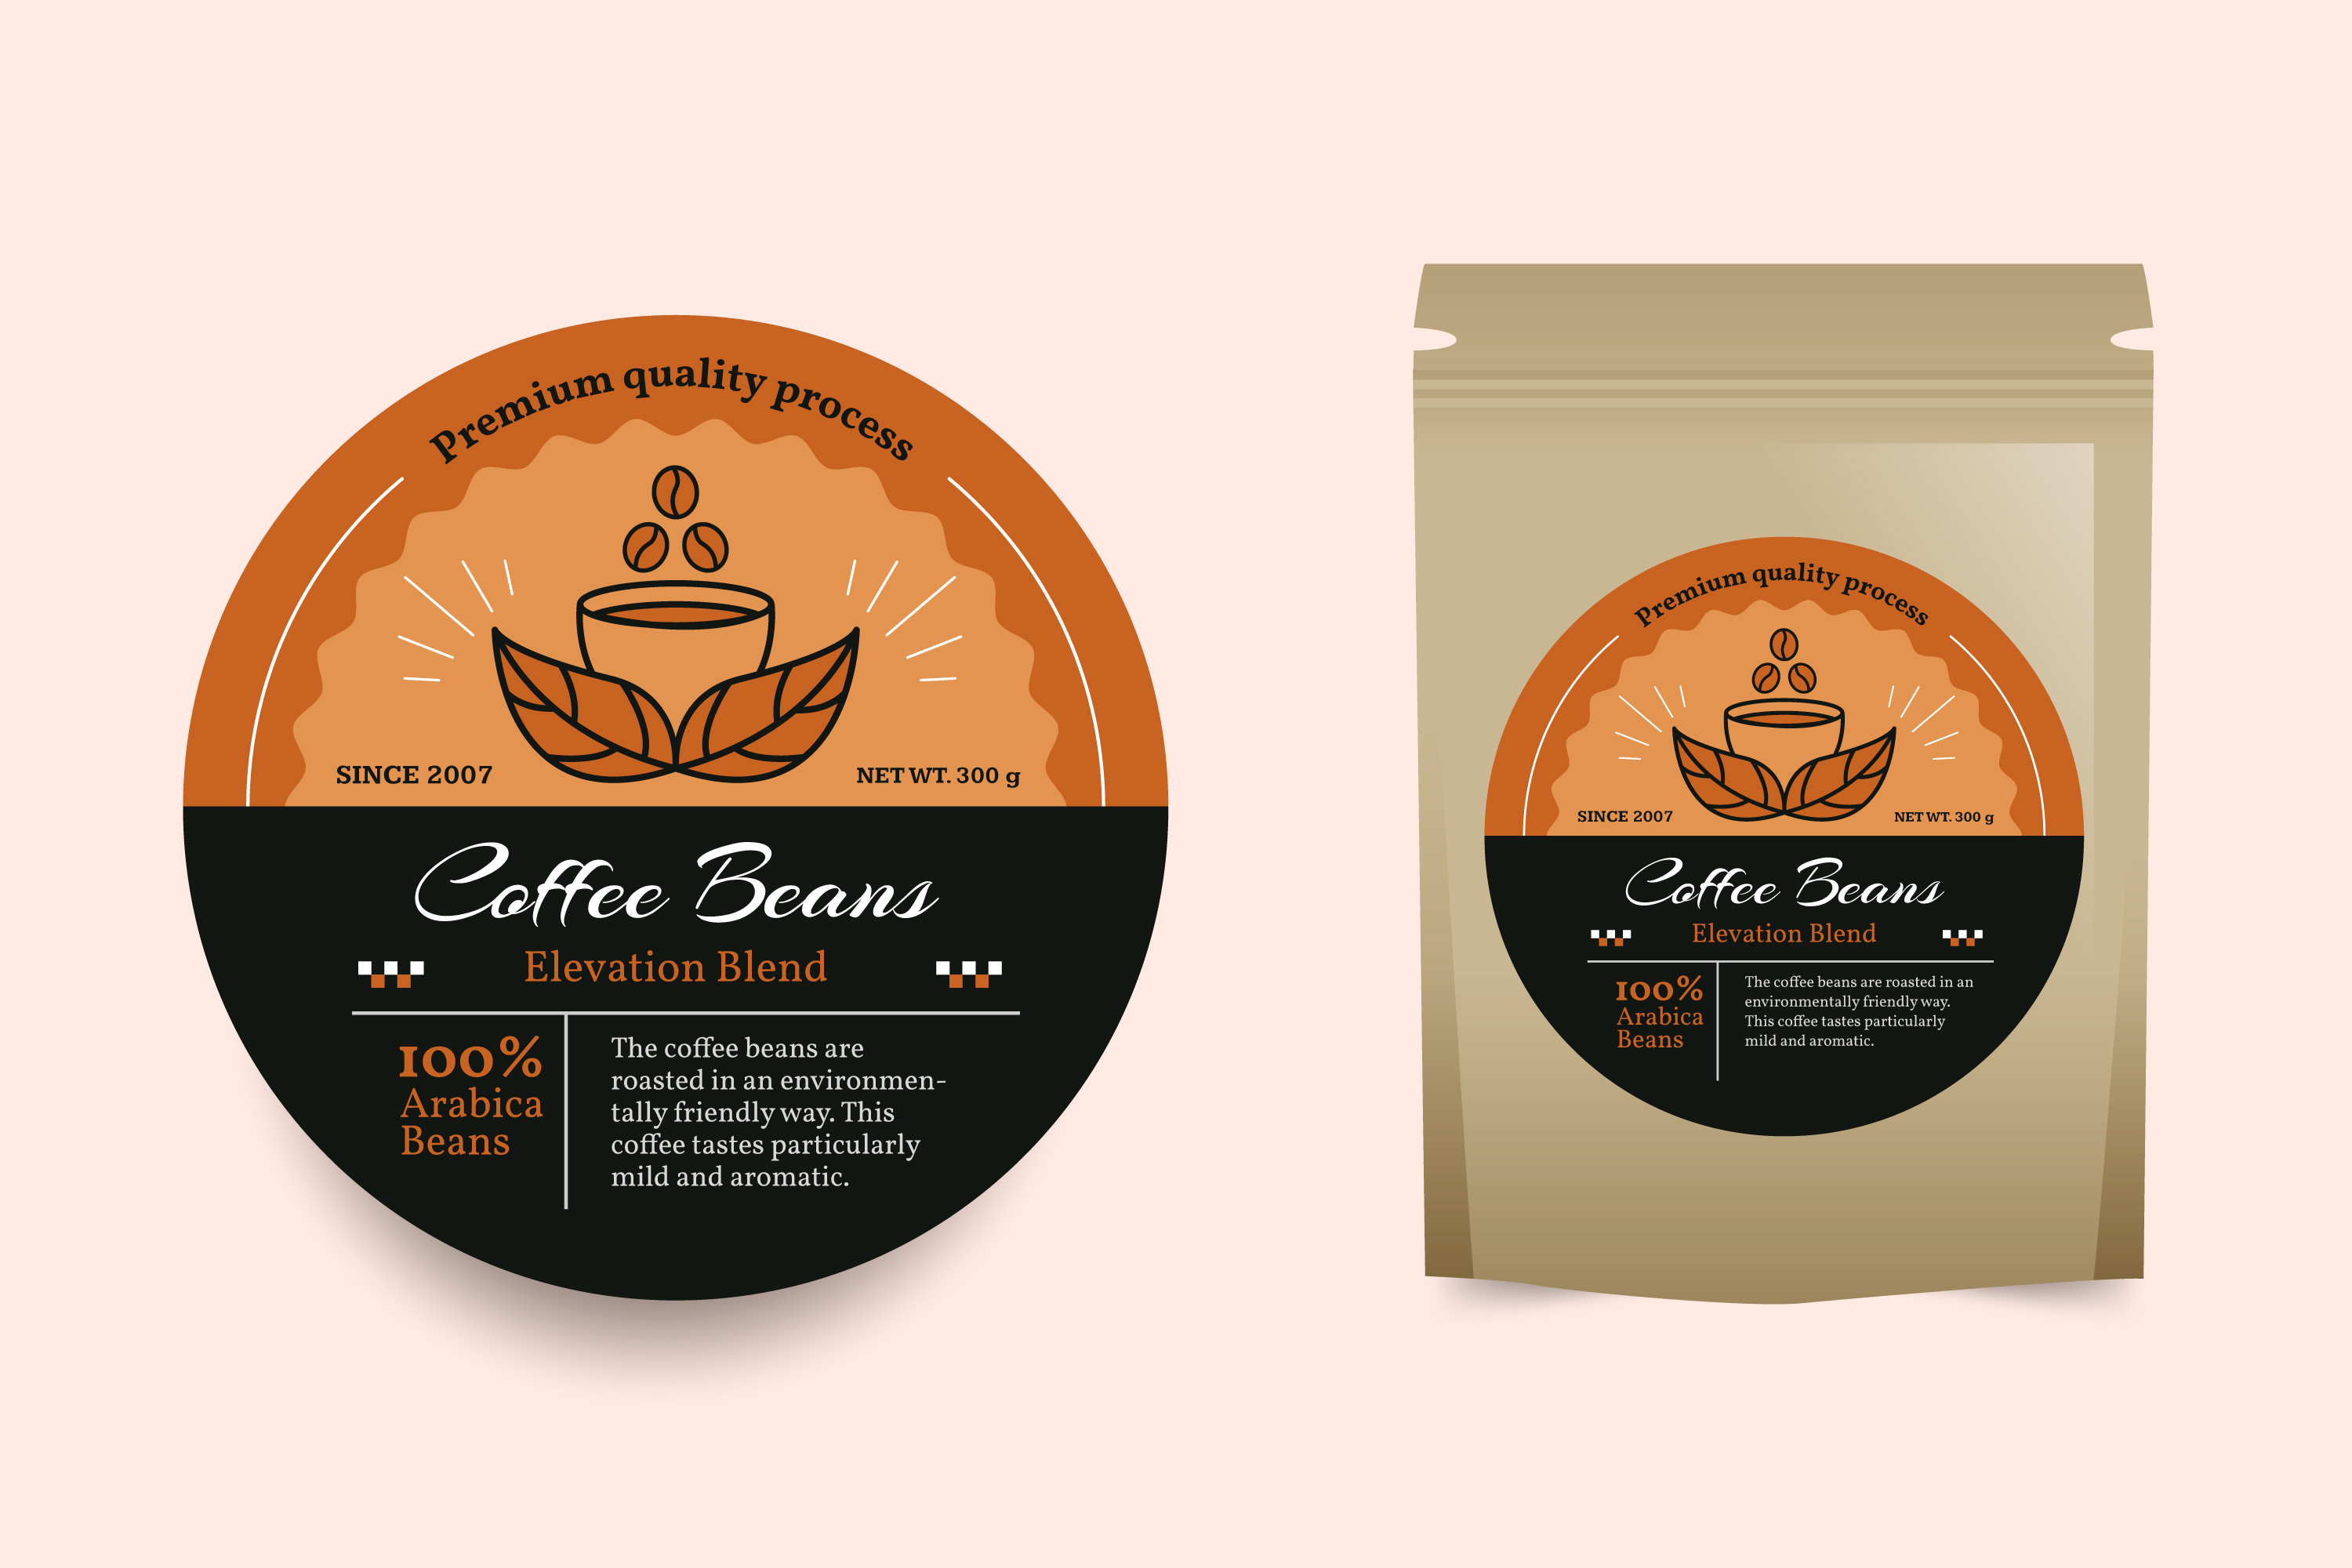 Premium quality process
SINCE 2007
NET WT. 300 g
Coffee Beans
Elevation Blend
100%
Arabica
Beans
The coffee beans are
roasted in an environmen-
tally friendly way. This
coffee tastes particularly
mild and aromatic.
Premium quality process
SINCE 2007
NET WT. 300 g
Coffee Beans
Elevation Blend
100%
Arabica
Beans
The coffee beans are roasted in an
environmentally friendly way.
This coffee tastes particularly
mild and aromatic.